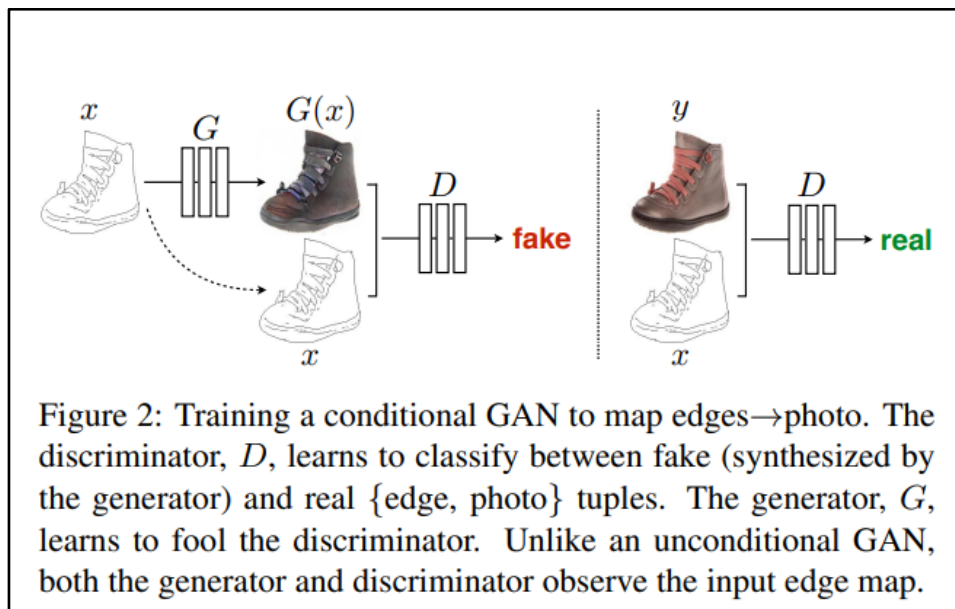 x
G
G(x)
D
fake
x
y
D
real
x
Figure 2: Training a conditional GAN to map edges→photo. The
discriminator, D, learns to classify between fake (synthesized by
the generator) and real {edge, photo} tuples. The generator, G,
learns to fool the discriminator. Unlike an unconditional GAN,
both the generator and discriminator observe the input edge map.